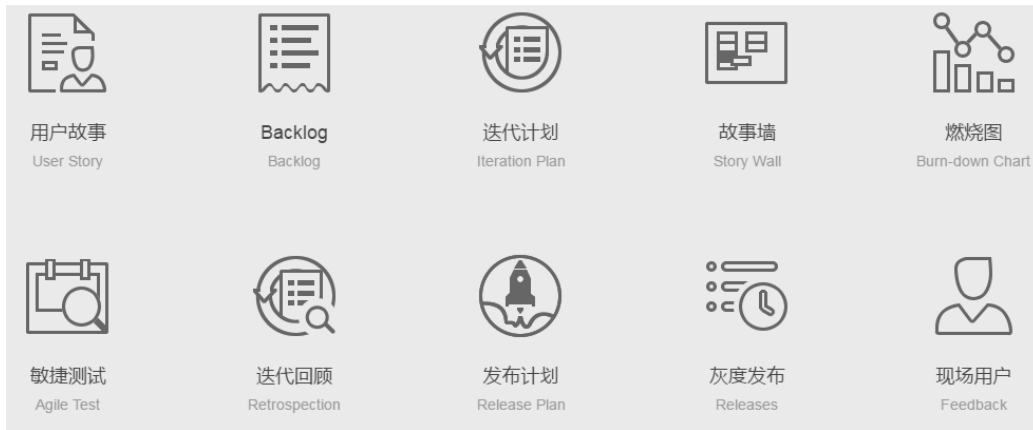 用户故事
User Story
Backlog
Backlog
迭代计划
Iteration Plan
故事墙
Story Wall
燃烧图
Burn-down Chart
敏捷测试
Agile Test
迭代回顾
Retrospection
发布计划
Release Plan
灰度发布
Releases
现场用户
Feedback